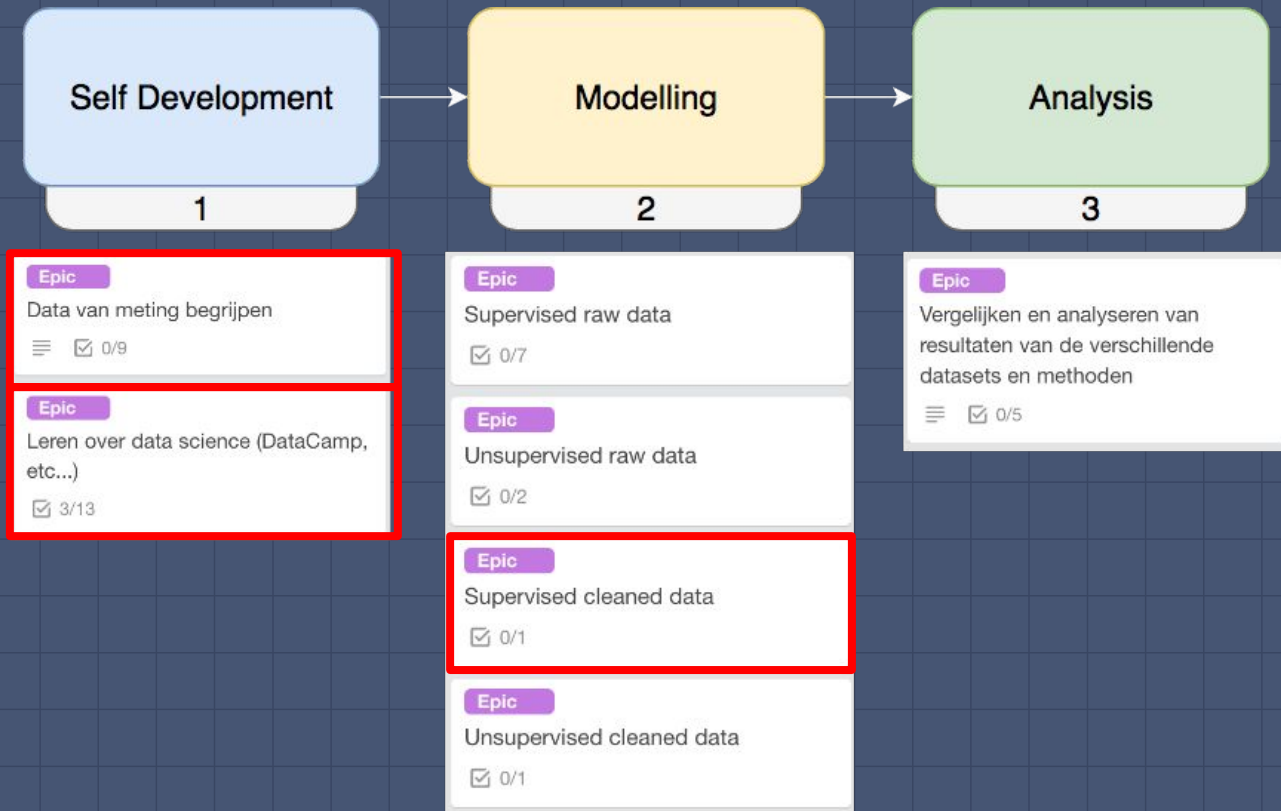 Self Development
1
Epic
Data van meting begrijpen
0/9
Epic
Leren over data science (DataCamp,
etc...)
3/13
Modelling
2
Epic
Supervised raw data
0/7
Epic
Unsupervised raw data
0/2
Epic
Supervised cleaned data
0/1
Epic
Unsupervised cleaned data
0/1
Analysis
3
Epic
Vergelijken en analyseren van
resultaten van de verschillende
datasets en methoden
0/5